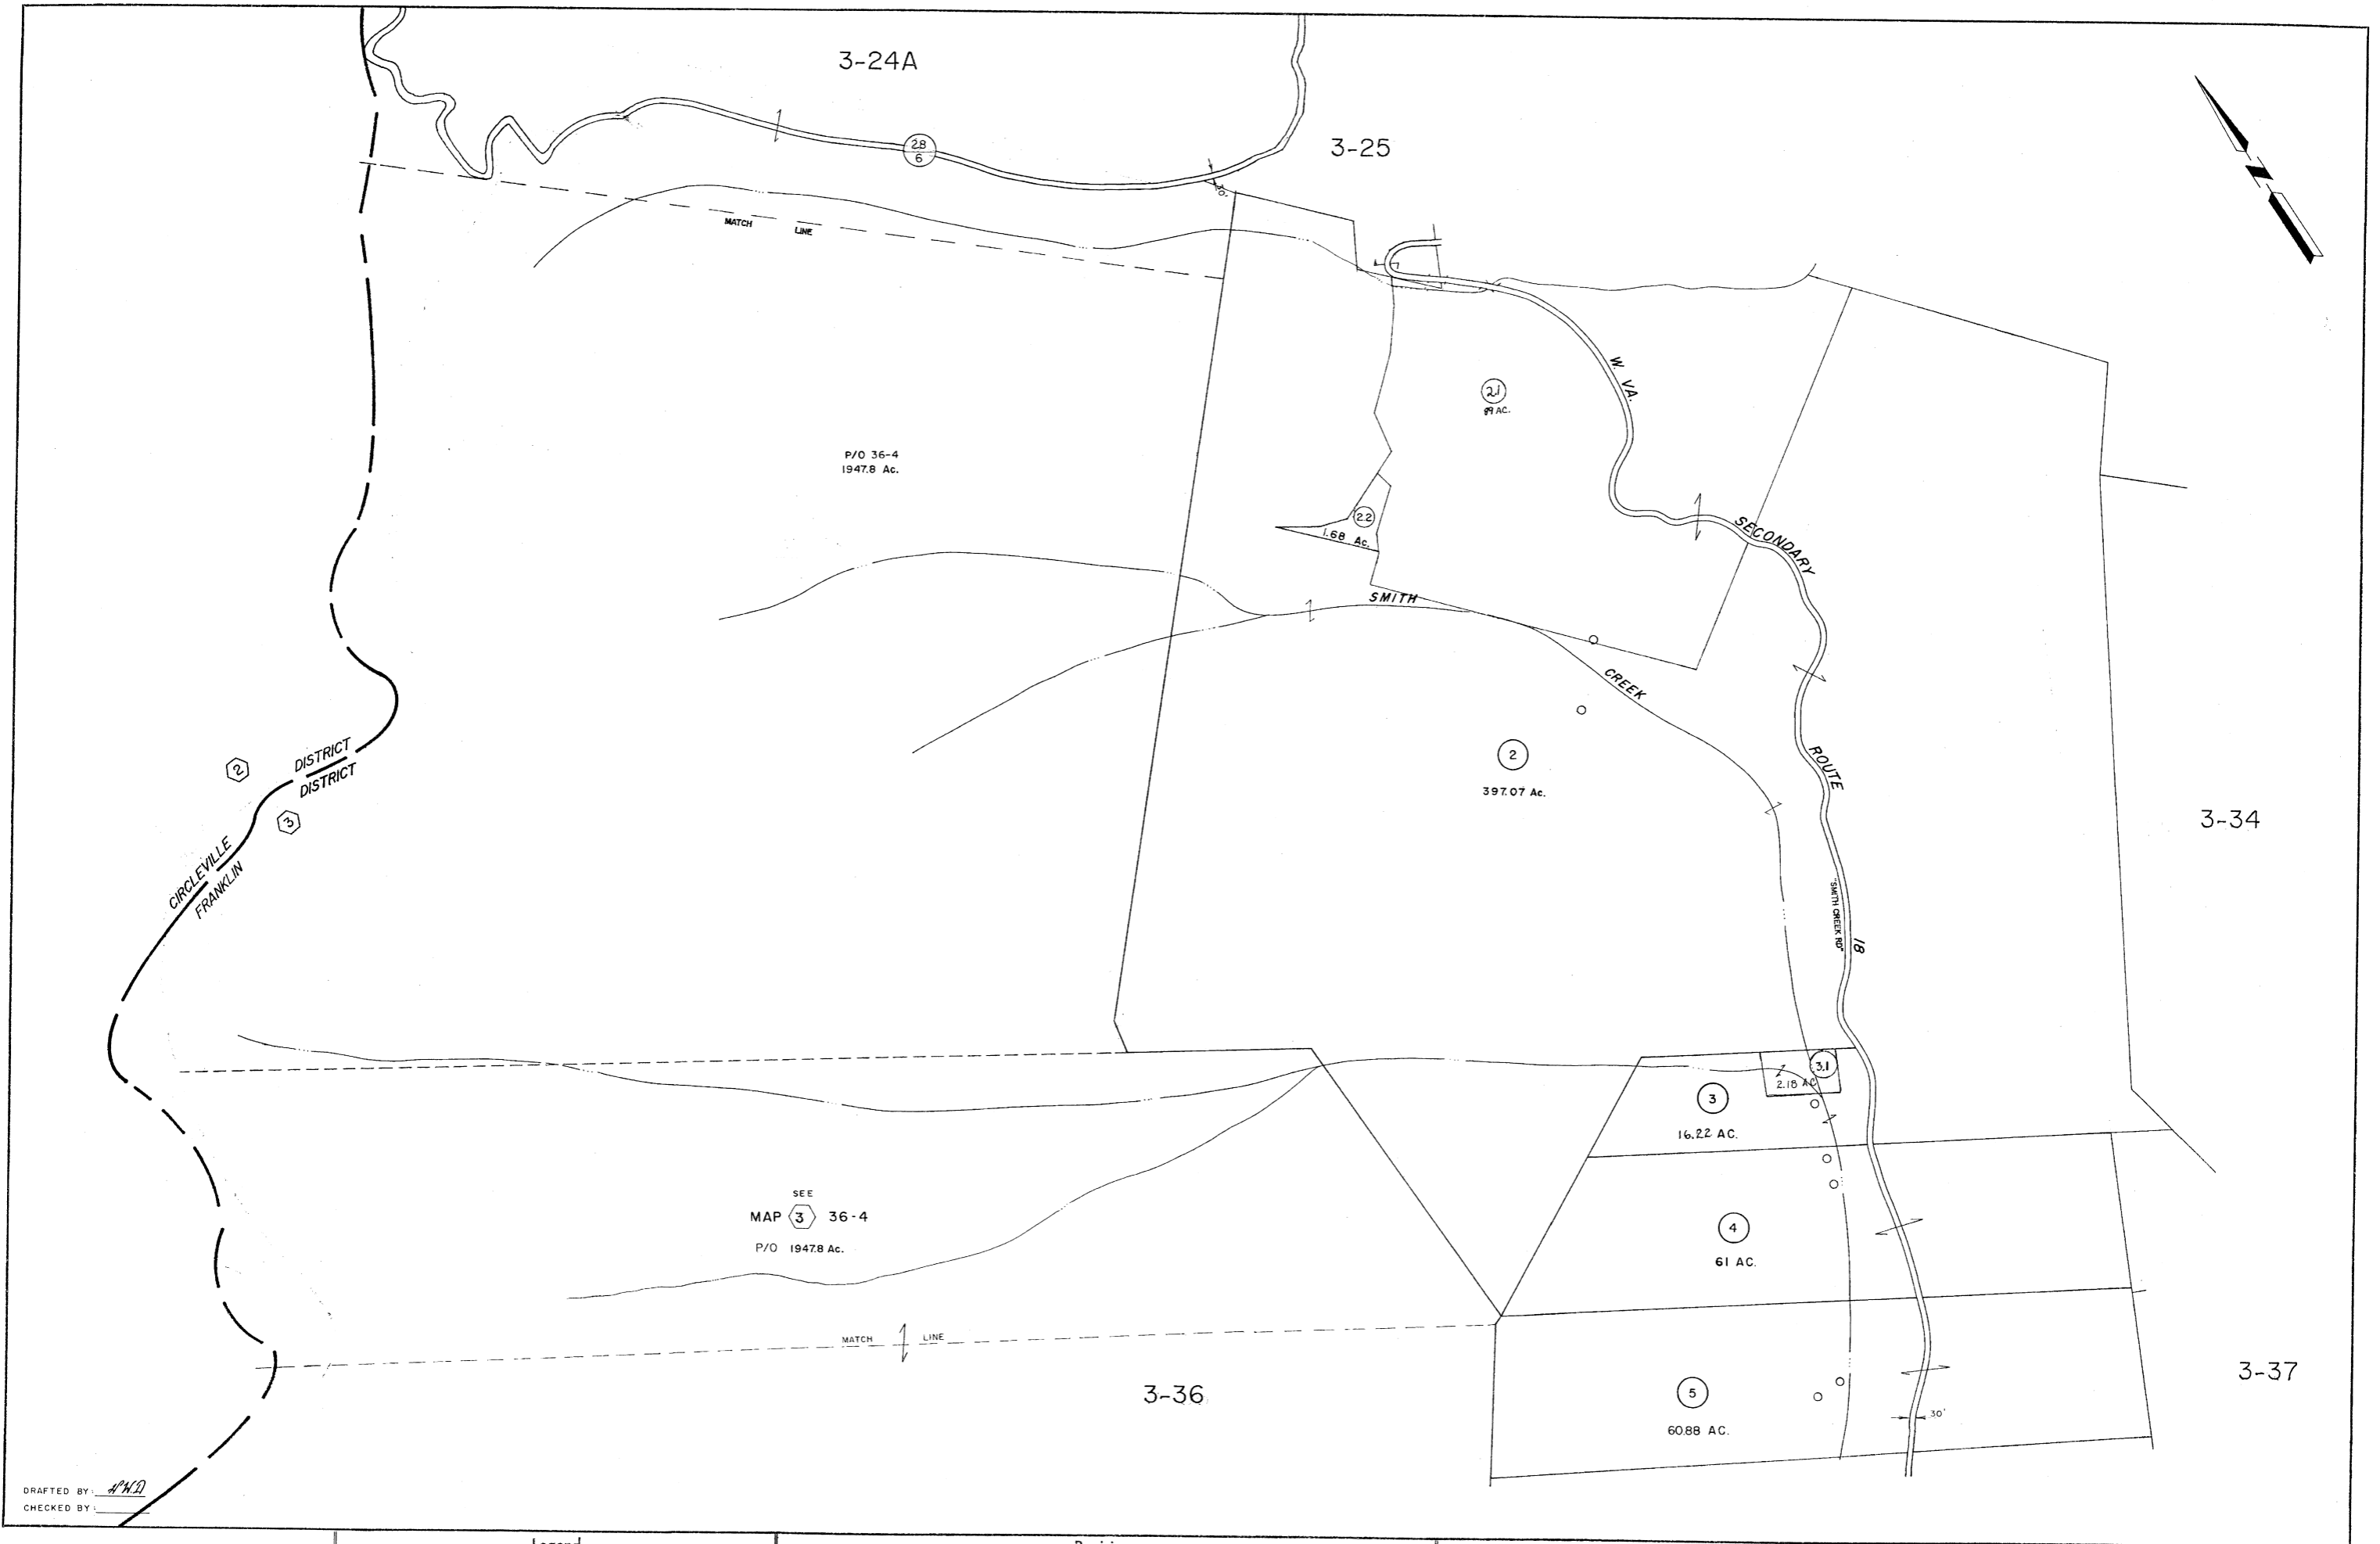 3-24A
3-25
28
6
30'
MATCH LINE
W. VA.
2.1
89 AC.
P/O 36-4
1947.8 Ac.
2.2
1.68 Ac.
SECONDARY
SMITH
CREEK
2
397.07 Ac.
ROUTE
2
DISTRICT
DISTRICT
3
3-34
CIRCLEVILLE
FRANKLIN
"SMITH CREEK RD"
18
3.1
2.18 AC
3
16.22 AC.
SEE
MAP 3 36-4
P/O 1947.8 Ac.
4
61 AC.
MATCH LINE
3-36
3-37
5
60.88 AC.
30'
DRAFTED BY: HWD
CHECKED BY: